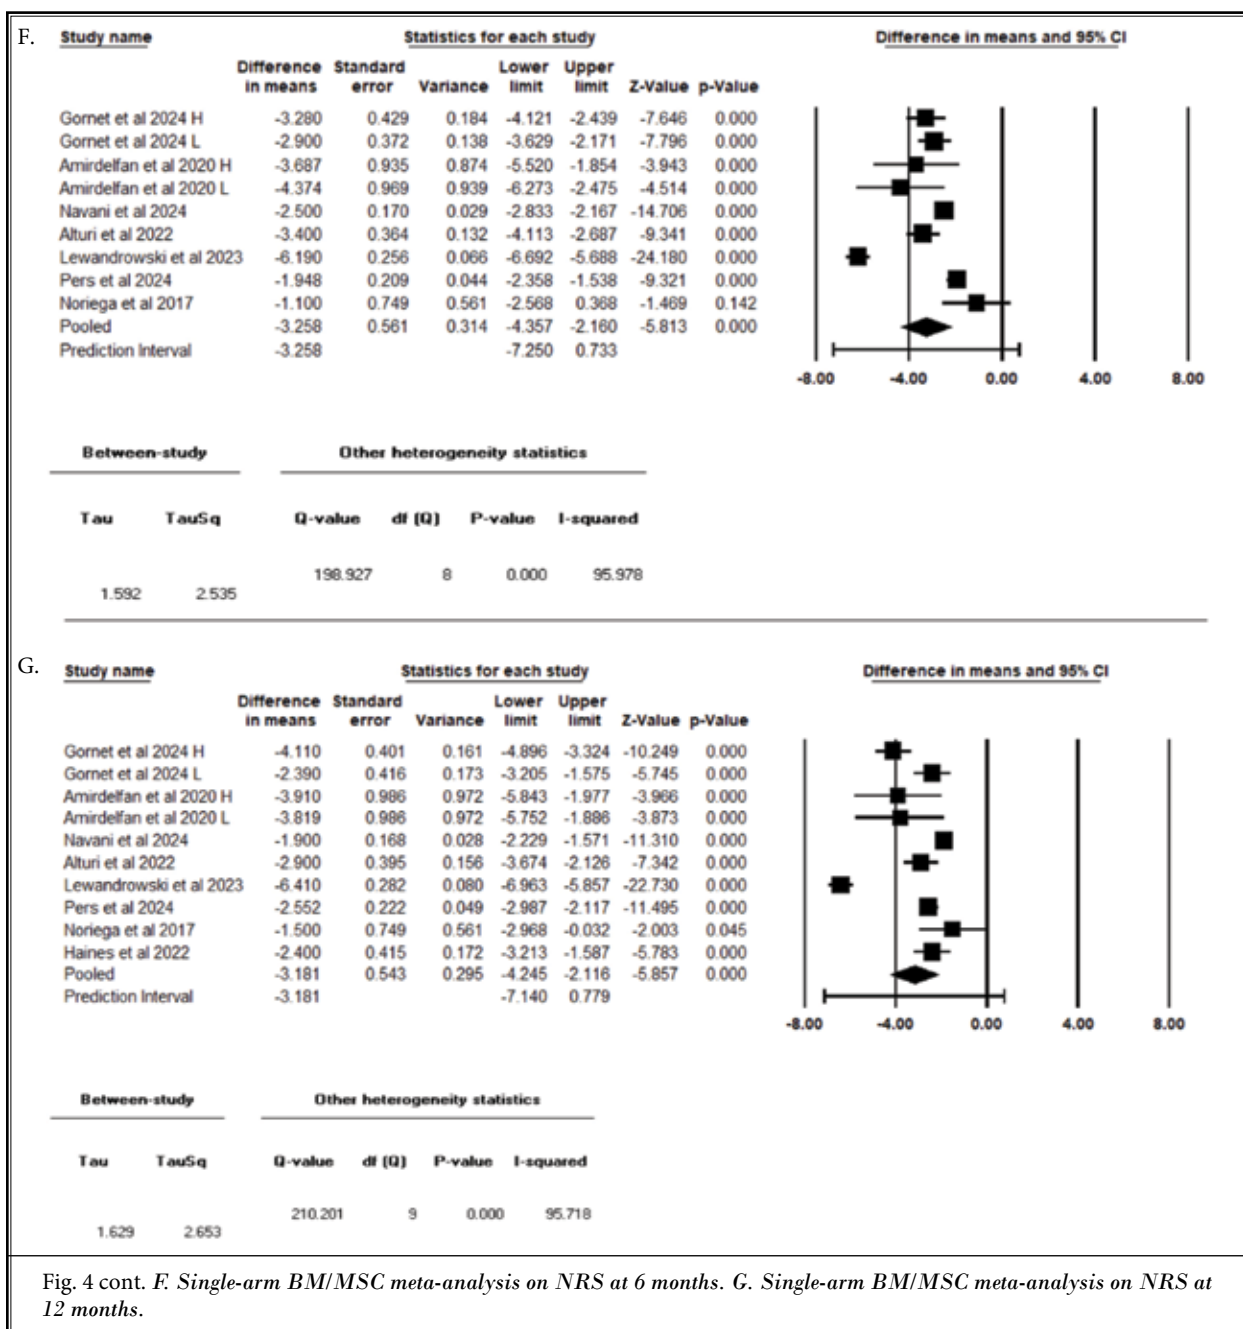 F. Study name Statistics for each study Difference in means and 95% CI
Difference Standard Lower Upper
in means error Variance limit limit Z-Value p-Value
Gornet et al 2024 H -3.280 0.429 0.184 -4.121 -2.439 -7.646 0.000
Gornet et al 2024 L -2.900 0.372 0.138 -3.629 -2.171 -7.796 0.000
Amirdelfan et al 2020 H -3.687 0.935 0.874 -5.520 -1.854 -3.943 0.000
Amirdelfan et al 2020 L -4.374 0.969 0.939 -6.273 -2.475 -4.514 0.000
Navani et al 2024 -2.500 0.170 0.029 -2.833 -2.167 -14.706 0.000
Alturi et al 2022 -3.400 0.364 0.132 -4.113 -2.687 -9.341 0.000
Lewandrowski et al 2023 -6.190 0.256 0.066 -6.692 -5.688 -24.180 0.000
Pers et al 2024 -1.948 0.209 0.044 -2.358 -1.538 -9.321 0.000
Noriega et al 2017 -1.100 0.749 0.561 -2.568 0.368 -1.469 0.142
Pooled -3.258 0.561 0.314 -4.357 -2.160 -5.813 0.000
Prediction Interval -3.258 -7.250 0.733
-8.00 -4.00 0.00 4.00 8.00
Between-study Other heterogeneity statistics
Tau TauSq Q-value df (Q) P-value I-squared
198.927 8 0.000 95.978
1.592 2.535
G. Study name Statistics for each study Difference in means and 95% CI
Difference Standard Lower Upper
in means error Variance limit limit Z-Value p-Value
Gornet et al 2024 H -4.110 0.401 0.161 -4.896 -3.324 -10.249 0.000
Gornet et al 2024 L -2.390 0.416 0.173 -3.205 -1.575 -5.745 0.000
Amirdelfan et al 2020 H -3.910 0.986 0.972 -5.843 -1.977 -3.966 0.000
Amirdelfan et al 2020 L -3.819 0.986 0.972 -5.752 -1.886 -3.873 0.000
Navani et al 2024 -1.900 0.168 0.028 -2.229 -1.571 -11.310 0.000
Alturi et al 2022 -2.900 0.395 0.156 -3.674 -2.126 -7.342 0.000
Lewandrowski et al 2023 -6.410 0.282 0.080 -6.963 -5.857 -22.730 0.000
Pers et al 2024 -2.552 0.222 0.049 -2.987 -2.117 -11.495 0.000
Noriega et al 2017 -1.500 0.749 0.561 -2.968 -0.032 -2.003 0.045
Haines et al 2022 -2.400 0.415 0.172 -3.213 -1.587 -5.783 0.000
Pooled -3.181 0.543 0.295 -4.245 -2.116 -5.857 0.000
Prediction Interval -3.181 -7.140 0.779
-8.00 -4.00 0.00 4.00 8.00
Between-study Other heterogeneity statistics
Tau TauSq Q-value df (Q) P-value I-squared
210.201 9 0.000 95.718
1.629 2.653
Fig. 4 cont. F. Single-arm BM/MSC meta-analysis on NRS at 6 months. G. Single-arm BM/MSC meta-analysis on NRS at
12 months.